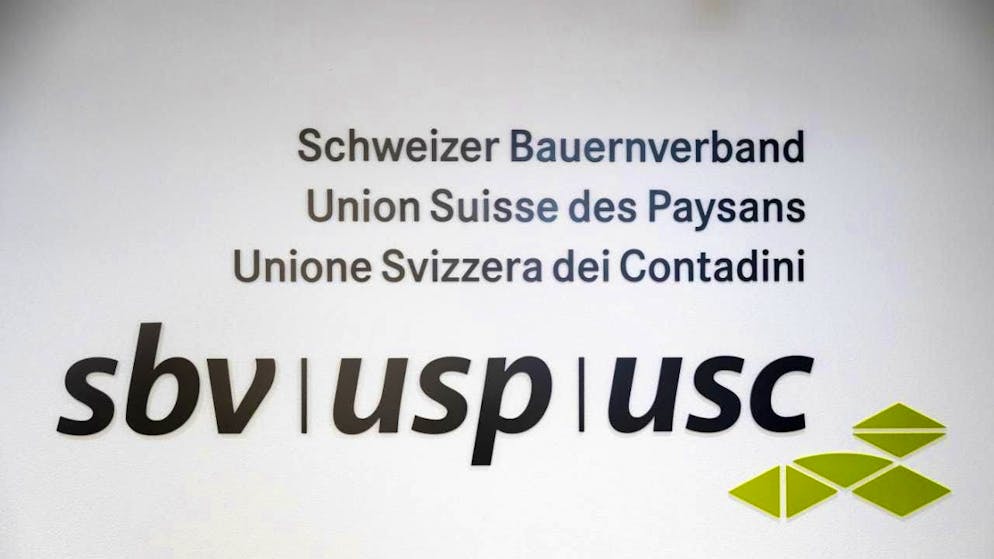 Schweizer Bauernverband
Union Suisse des Paysans
Unione Svizzera dei Contadini
sbv | usp | usc